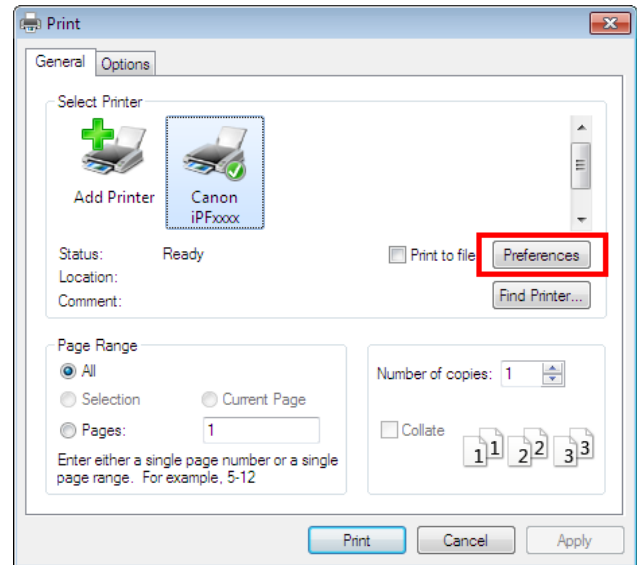 Print
General Options
Select Printer
Add Printer
Canon
iPFxxxx
Status: Ready
Print to file
Preferences
Location:
Comment:
Find Printer...
Page Range
All
Selection
Current Page
Pages: 1
Enter either a single page number or a single
page range. For example, 5-12
Number of copies: 1
Collate
1 1 2 2 3 3
Print Cancel Apply